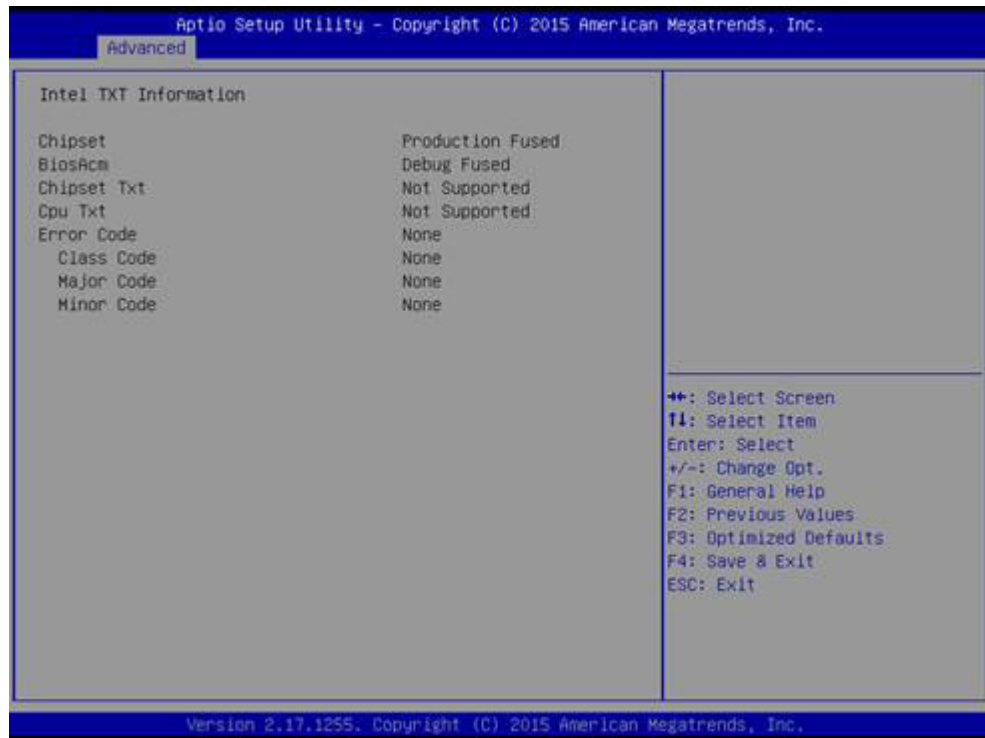 Aptio Setup Utility – Copyright (C) 2015 American Megatrends, Inc.
Advanced
Intel TXT Information
Chipset Production Fused
BiosAcm Debug Fused
Chipset Txt Not Supported
Cpu Txt Not Supported
Error Code None
Class Code None
Major Code None
Minor Code None
→←: Select Screen
↑↓: Select Item
Enter: Select
+/-: Change Opt.
F1: General Help
F2: Previous Values
F3: Optimized Defaults
F4: Save & Exit
ESC: Exit
Version 2.17.1255. Copyright (C) 2015 American Megatrends, Inc.